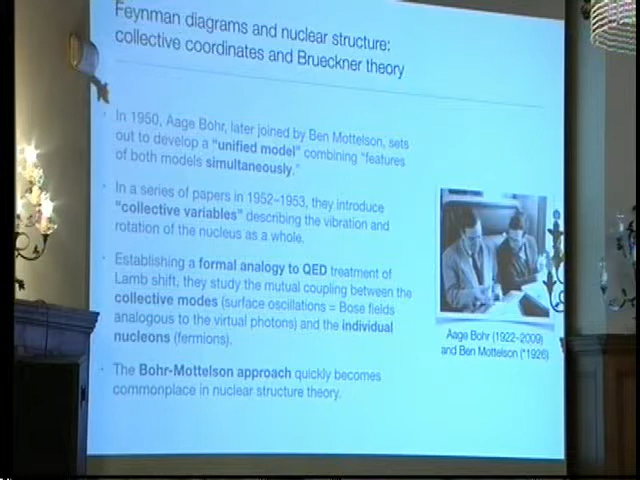 Feynman diagrams and nuclear structure:
collective coordinates and Brueckner theory
· In 1950, Aage Bohr, later joined by Ben Mottelson, sets
out to develop a "unified model" combining "features
of both models simultaneously."
· In a series of papers in 1952–1953, they introduce
"collective variables" describing the vibration and
rotation of the nucleus as a whole.
· Establishing a formal analogy to QED treatment of
Lamb shift, they study the mutual coupling between the
collective modes (surface oscillations = Bose fields
analogous to the virtual photons) and the individual
nucleons (fermions).
· The Bohr-Mottelson approach quickly becomes
commonplace in nuclear structure theory.
Aage Bohr (1922–2009)
and Ben Mottelson (*1926)